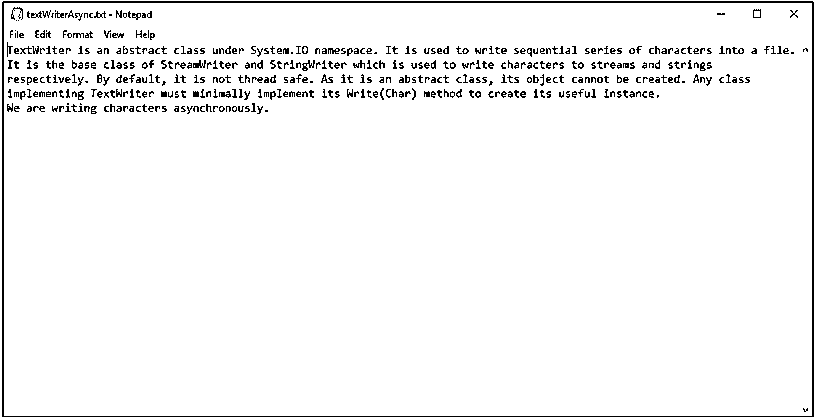 textWriterAsync.txt - Notepad
File Edit Format View Help
TextWriter is an abstract class under System.IO namespace. It is used to write sequential series of characters into a file.
It is the base class of StreamWriter and StringWriter which is used to write characters to streams and strings
respectively. By default, it is not thread safe. As it is an abstract class, its object cannot be created. Any class
implementing TextWriter must minimally implement its Write(Char) method to create its useful instance.
We are writing characters asynchronously.